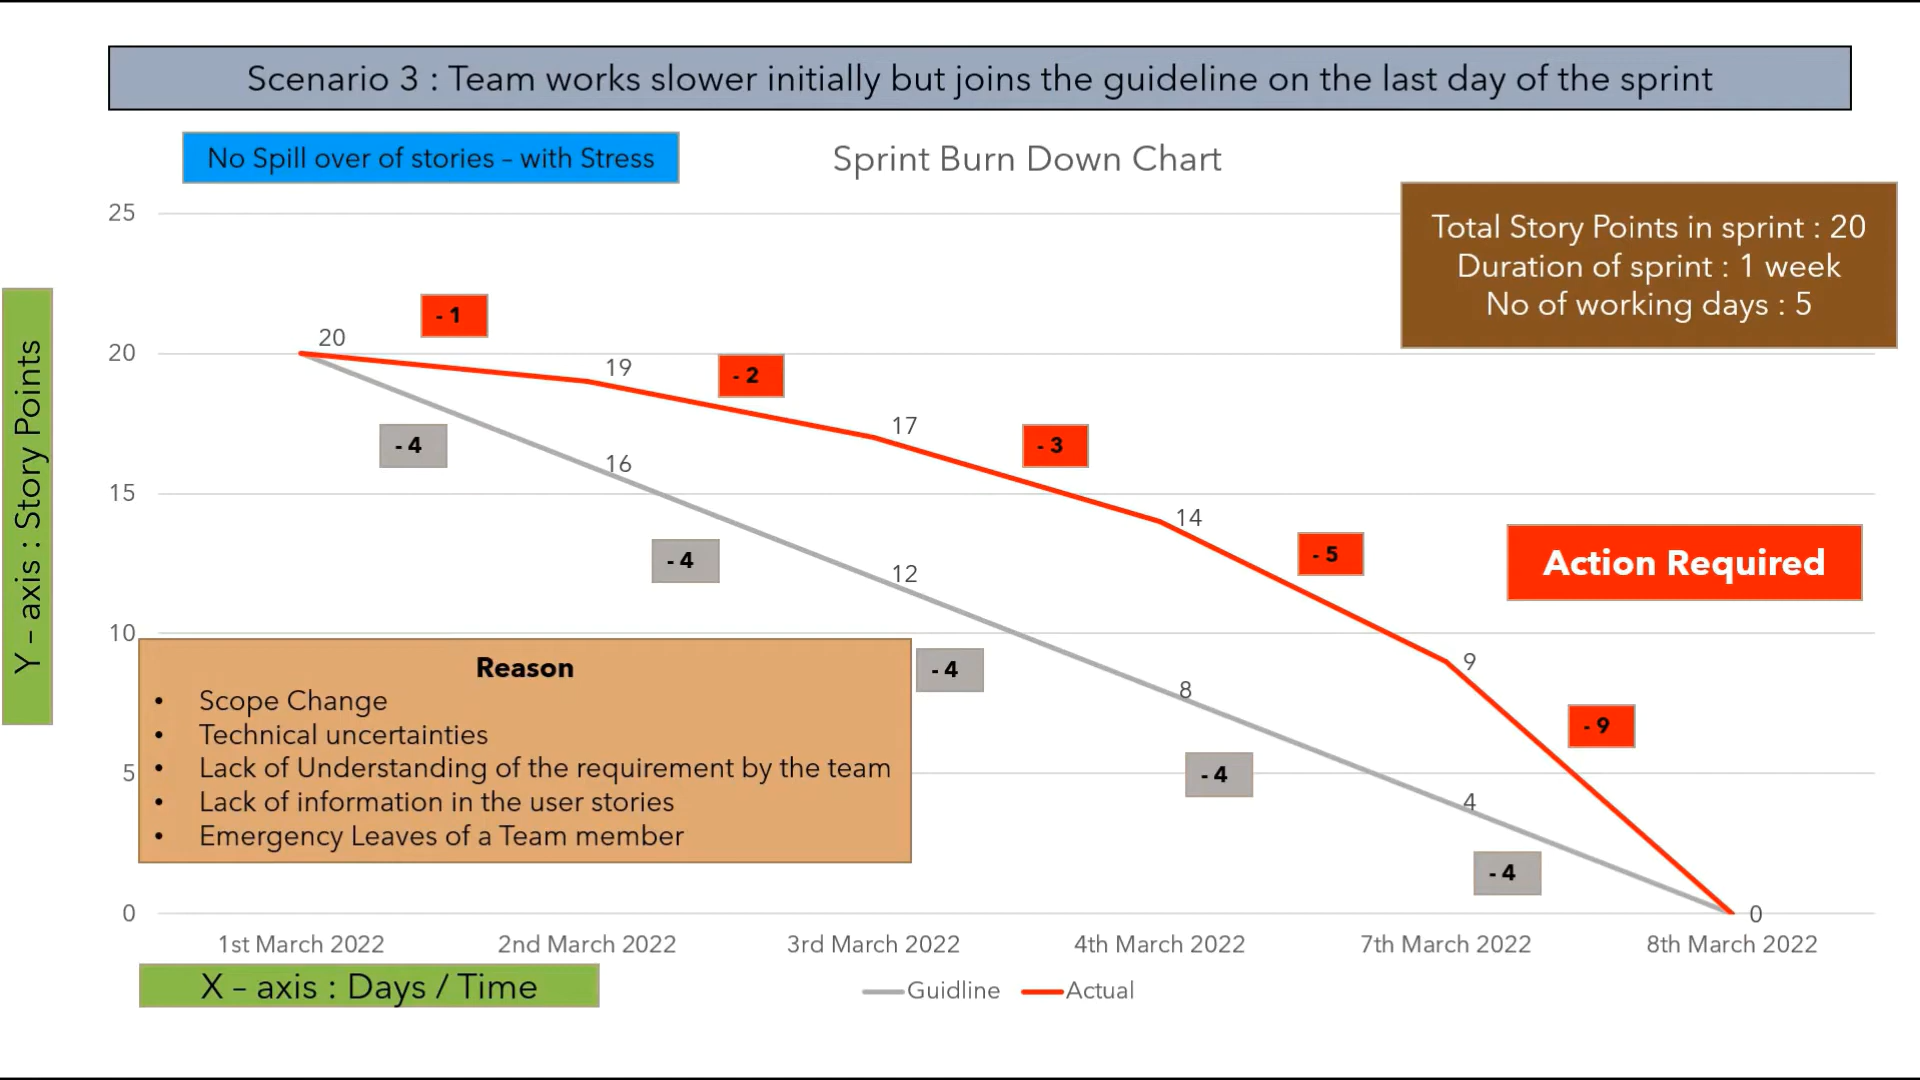 Scenario 3 : Team works slower initially but joins the guideline on the last day of the sprint
No Spill over of stories – with Stress
Sprint Burn Down Chart
Total Story Points in sprint : 20
Duration of sprint : 1 week
No of working days : 5
Y – axis : Story Points
25
20
15
10
5
0
20
19
17
14
9
0
16
12
8
4
- 1
- 2
- 3
- 5
- 9
- 4
- 4
- 4
- 4
- 4
Action Required
Reason
• Scope Change
• Technical uncertainties
• Lack of Understanding of the requirement by the team
• Lack of information in the user stories
• Emergency Leaves of a Team member
1st March 2022
2nd March 2022
3rd March 2022
4th March 2022
7th March 2022
8th March 2022
X – axis : Days / Time
Guidline
Actual